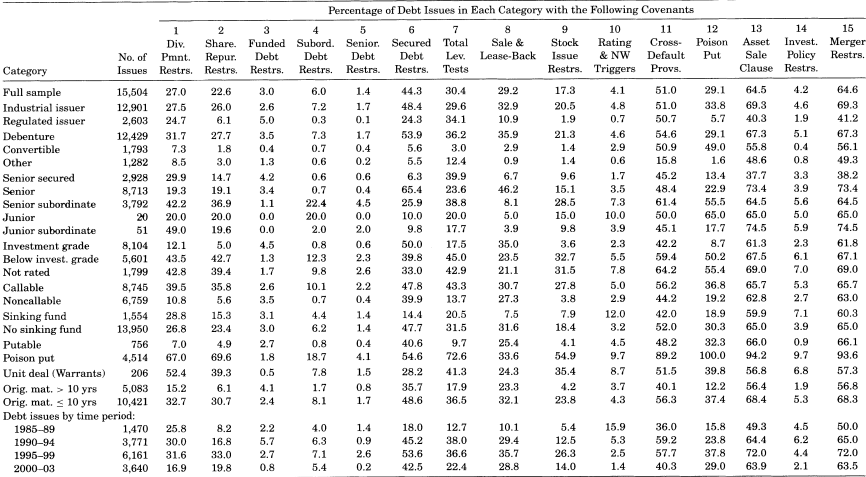 Percentage of Debt Issues in Each Category with the Following Covenants
1 2 3 4 5 6 7 8 9 10 11 12 13 14 15
Div. Share. Funded Subord. Senior. Secured Total Sale & Stock Rating Cross- Poison Asset Invest. Merger
No. of Pmnt. Repur. Debt Debt Debt Debt Lev. Lease-Back Issue & NW Default Put Sale Policy Restrs.
Category Issues Restrs. Restrs. Restrs. Restrs. Restrs. Restrs. Tests Restrs. Triggers Provs. Clause Restrs.
Full sample 15,504 27.0 22.6 3.0 6.0 1.4 44.3 30.4 29.2 17.3 4.1 51.0 29.1 64.5 4.2 64.6
Industrial issuer 12,901 27.5 26.0 2.6 7.2 1.7 48.4 29.6 32.9 20.5 4.8 51.0 33.8 69.3 4.6 69.3
Regulated issuer 2,603 24.7 6.1 5.0 0.3 0.1 24.3 34.1 10.9 1.9 0.7 50.7 5.7 40.3 1.9 41.2
Debenture 12,429 31.7 27.7 3.5 7.3 1.7 53.9 36.2 35.9 21.3 4.6 54.6 29.1 67.3 5.1 67.3
Convertible 1,793 7.3 1.8 0.4 0.7 0.4 5.6 3.0 2.9 1.4 2.9 50.9 49.0 55.8 0.4 56.1
Other 1,282 8.5 3.0 1.3 0.6 0.2 5.5 12.4 0.9 1.4 0.6 15.8 1.6 48.6 0.8 49.3
Senior secured 2,928 29.9 14.7 4.2 0.6 0.6 6.3 39.9 6.7 9.6 1.7 45.2 13.4 37.7 3.3 38.2
Senior 8,713 19.3 19.1 3.4 0.7 0.4 65.4 23.6 46.2 15.1 3.5 48.4 22.9 73.4 3.9 73.4
Senior subordinate 3,792 42.2 36.9 1.1 22.4 4.5 25.9 38.8 8.1 28.5 7.3 61.4 55.5 64.5 5.6 64.5
Junior 20 20.0 20.0 0.0 20.0 0.0 10.0 20.0 5.0 15.0 10.0 50.0 65.0 65.0 5.0 65.0
Junior subordinate 51 49.0 19.6 0.0 2.0 2.0 9.8 17.7 3.9 9.8 3.9 45.1 17.7 74.5 5.9 74.5
Investment grade 8,104 12.1 5.0 4.5 0.8 0.6 50.0 17.5 35.0 3.6 2.3 42.2 8.7 61.3 2.3 61.8
Below invest. grade 5,601 43.5 42.7 1.3 12.3 2.3 39.8 45.0 23.5 32.7 5.5 59.4 50.2 67.5 6.1 67.1
Not rated 1,799 42.8 39.4 1.7 9.8 2.6 33.0 42.9 21.1 31.5 7.8 64.2 55.4 69.0 7.0 69.0
Callable 8,745 39.5 35.8 2.6 10.1 2.2 47.8 43.3 30.7 27.8 5.0 56.2 36.8 65.7 5.3 65.7
Noncallable 6,759 10.8 5.6 3.5 0.7 0.4 39.9 13.7 27.3 3.8 2.9 44.2 19.2 62.8 2.7 63.0
Sinking fund 1,554 28.8 15.3 3.1 4.4 1.4 14.4 20.5 7.5 7.9 12.0 42.0 18.9 59.9 7.1 60.3
No sinking fund 13,950 26.8 23.4 3.0 6.2 1.4 47.7 31.5 31.6 18.4 3.2 52.0 30.3 65.0 3.9 65.0
Putable 756 7.0 4.9 2.7 0.8 0.4 40.6 9.7 25.4 4.1 4.5 48.2 32.3 66.0 0.9 66.1
Poison put 4,514 67.0 69.6 1.8 18.7 4.1 54.6 72.6 33.6 54.9 9.7 89.2 100.0 94.2 9.7 93.6
Unit deal (Warrants) 206 52.4 39.3 0.5 7.8 1.5 28.2 41.3 24.3 35.4 8.7 51.5 39.8 56.8 6.8 57.3
Orig. mat. > 10 yrs 5,083 15.2 6.1 4.1 1.7 0.8 35.7 17.9 23.3 4.2 3.7 40.1 12.2 56.4 1.9 56.8
Orig. mat. ≤ 10 yrs 10,421 32.7 30.7 2.4 8.1 1.7 48.6 36.5 32.1 23.8 4.3 56.3 37.4 68.4 5.3 68.3
Debt issues by time period:
1985–89 1,470 25.8 8.2 2.2 4.0 1.4 18.0 12.7 10.1 5.4 15.9 36.0 15.8 49.3 4.5 50.0
1990–94 3,771 30.0 16.8 5.7 6.3 0.9 45.2 38.0 29.4 12.5 5.3 59.2 23.8 64.4 6.2 65.0
1995–99 6,161 31.6 33.0 2.7 7.1 2.6 53.6 36.6 35.7 26.3 2.5 57.7 37.8 72.0 4.4 72.0
2000–03 3,640 16.9 19.8 0.8 5.4 0.2 42.5 22.4 28.8 14.0 1.4 40.3 29.0 63.9 2.1 63.5